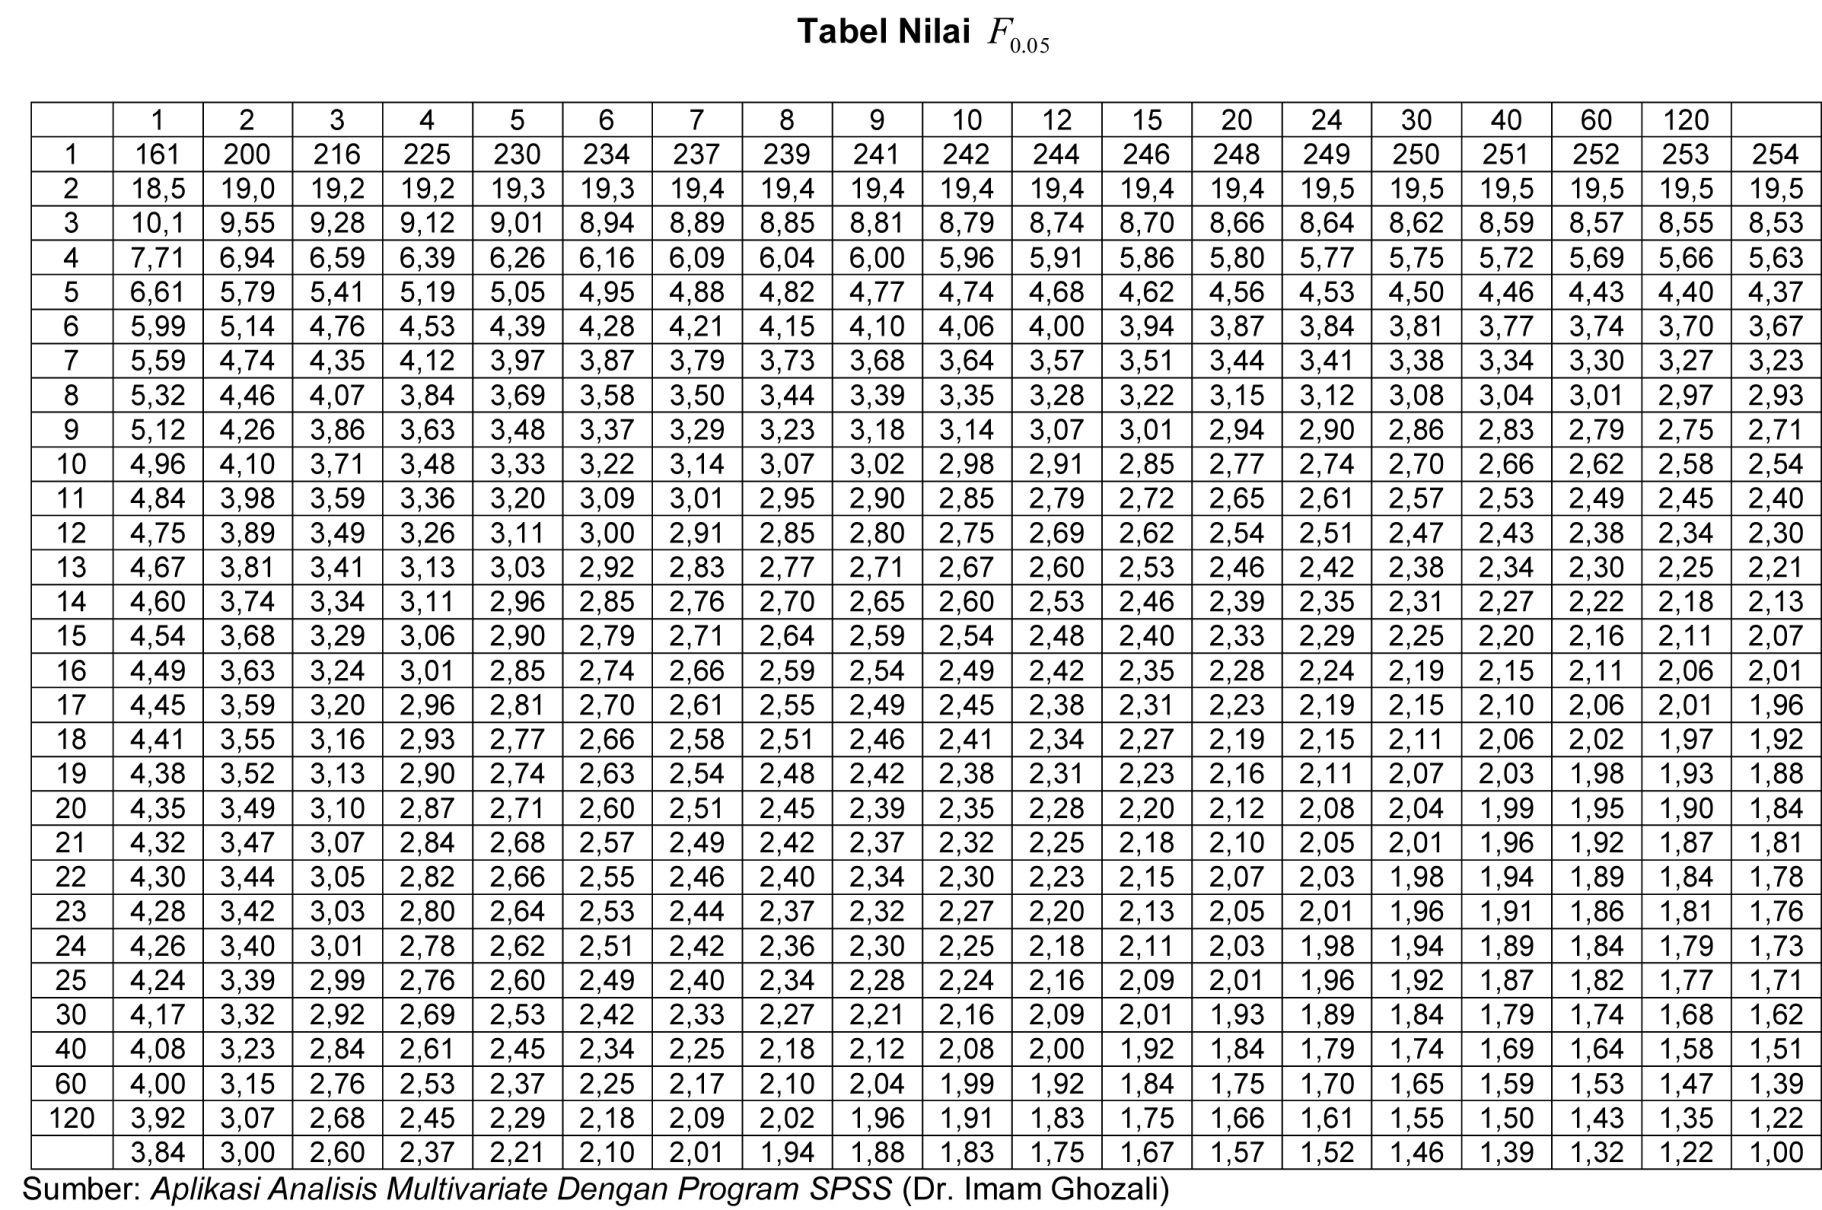 Tabel Nilai F0.05
1 2 3 4 5 6 7 8 9 10 12 15 20 24 30 40 60 120
1 161 200 216 225 230 234 237 239 241 242 244 246 248 249 250 251 252 253 254
2 18,5 19,0 19,2 19,2 19,3 19,3 19,4 19,4 19,4 19,4 19,4 19,4 19,4 19,5 19,5 19,5 19,5 19,5 19,5
3 10,1 9,55 9,28 9,12 9,01 8,94 8,89 8,85 8,81 8,79 8,74 8,70 8,66 8,64 8,62 8,59 8,57 8,55 8,53
4 7,71 6,94 6,59 6,39 6,26 6,16 6,09 6,04 6,00 5,96 5,91 5,86 5,80 5,77 5,75 5,72 5,69 5,66 5,63
5 6,61 5,79 5,41 5,19 5,05 4,95 4,88 4,82 4,77 4,74 4,68 4,62 4,56 4,53 4,50 4,46 4,43 4,40 4,37
6 5,99 5,14 4,76 4,53 4,39 4,28 4,21 4,15 4,10 4,06 4,00 3,94 3,87 3,84 3,81 3,77 3,74 3,70 3,67
7 5,59 4,74 4,35 4,12 3,97 3,87 3,79 3,73 3,68 3,64 3,57 3,51 3,44 3,41 3,38 3,34 3,30 3,27 3,23
8 5,32 4,46 4,07 3,84 3,69 3,58 3,50 3,44 3,39 3,35 3,28 3,22 3,15 3,12 3,08 3,04 3,01 2,97 2,93
9 5,12 4,26 3,86 3,63 3,48 3,37 3,29 3,23 3,18 3,14 3,07 3,01 2,94 2,90 2,86 2,83 2,79 2,75 2,71
10 4,96 4,10 3,71 3,48 3,33 3,22 3,14 3,07 3,02 2,98 2,91 2,85 2,77 2,74 2,70 2,66 2,62 2,58 2,54
11 4,84 3,98 3,59 3,36 3,20 3,09 3,01 2,95 2,90 2,85 2,79 2,72 2,65 2,61 2,57 2,53 2,49 2,45 2,40
12 4,75 3,89 3,49 3,26 3,11 3,00 2,91 2,85 2,80 2,75 2,69 2,62 2,54 2,51 2,47 2,43 2,38 2,34 2,30
13 4,67 3,81 3,41 3,13 3,03 2,92 2,83 2,77 2,71 2,67 2,60 2,53 2,46 2,42 2,38 2,34 2,30 2,25 2,21
14 4,60 3,74 3,34 3,11 2,96 2,85 2,76 2,70 2,65 2,60 2,53 2,46 2,39 2,35 2,31 2,27 2,22 2,18 2,13
15 4,54 3,68 3,29 3,06 2,90 2,79 2,71 2,64 2,59 2,54 2,48 2,40 2,33 2,29 2,25 2,20 2,16 2,11 2,07
16 4,49 3,63 3,24 3,01 2,85 2,74 2,66 2,59 2,54 2,49 2,42 2,35 2,28 2,24 2,19 2,15 2,11 2,06 2,01
17 4,45 3,59 3,20 2,96 2,81 2,70 2,61 2,55 2,49 2,45 2,38 2,31 2,23 2,19 2,15 2,10 2,06 2,01 1,96
18 4,41 3,55 3,16 2,93 2,77 2,66 2,58 2,51 2,46 2,41 2,34 2,27 2,19 2,15 2,11 2,06 2,02 1,97 1,92
19 4,38 3,52 3,13 2,90 2,74 2,63 2,54 2,48 2,42 2,38 2,31 2,23 2,16 2,11 2,07 2,03 1,98 1,93 1,88
20 4,35 3,49 3,10 2,87 2,71 2,60 2,51 2,45 2,39 2,35 2,28 2,20 2,12 2,08 2,04 1,99 1,95 1,90 1,84
21 4,32 3,47 3,07 2,84 2,68 2,57 2,49 2,42 2,37 2,32 2,25 2,18 2,10 2,05 2,01 1,96 1,92 1,87 1,81
22 4,30 3,44 3,05 2,82 2,66 2,55 2,46 2,40 2,34 2,30 2,23 2,15 2,07 2,03 1,98 1,94 1,89 1,84 1,78
23 4,28 3,42 3,03 2,80 2,64 2,53 2,44 2,37 2,32 2,27 2,20 2,13 2,05 2,01 1,96 1,91 1,86 1,81 1,76
24 4,26 3,40 3,01 2,78 2,62 2,51 2,42 2,36 2,30 2,25 2,18 2,11 2,03 1,98 1,94 1,89 1,84 1,79 1,73
25 4,24 3,39 2,99 2,76 2,60 2,49 2,40 2,34 2,28 2,24 2,16 2,09 2,01 1,96 1,92 1,87 1,82 1,77 1,71
30 4,17 3,32 2,92 2,69 2,53 2,42 2,33 2,27 2,21 2,16 2,09 2,01 1,93 1,89 1,84 1,79 1,74 1,68 1,62
40 4,08 3,23 2,84 2,61 2,45 2,34 2,25 2,18 2,12 2,08 2,00 1,92 1,84 1,79 1,74 1,69 1,64 1,58 1,51
60 4,00 3,15 2,76 2,53 2,37 2,25 2,17 2,10 2,04 1,99 1,92 1,84 1,75 1,70 1,65 1,59 1,53 1,47 1,39
120 3,92 3,07 2,68 2,45 2,29 2,18 2,09 2,02 1,96 1,91 1,83 1,75 1,66 1,61 1,55 1,50 1,43 1,35 1,22
3,84 3,00 2,60 2,37 2,21 2,10 2,01 1,94 1,88 1,83 1,75 1,67 1,57 1,52 1,46 1,39 1,32 1,22 1,00
Sumber: Aplikasi Analisis Multivariate Dengan Program SPSS (Dr. Imam Ghozali)